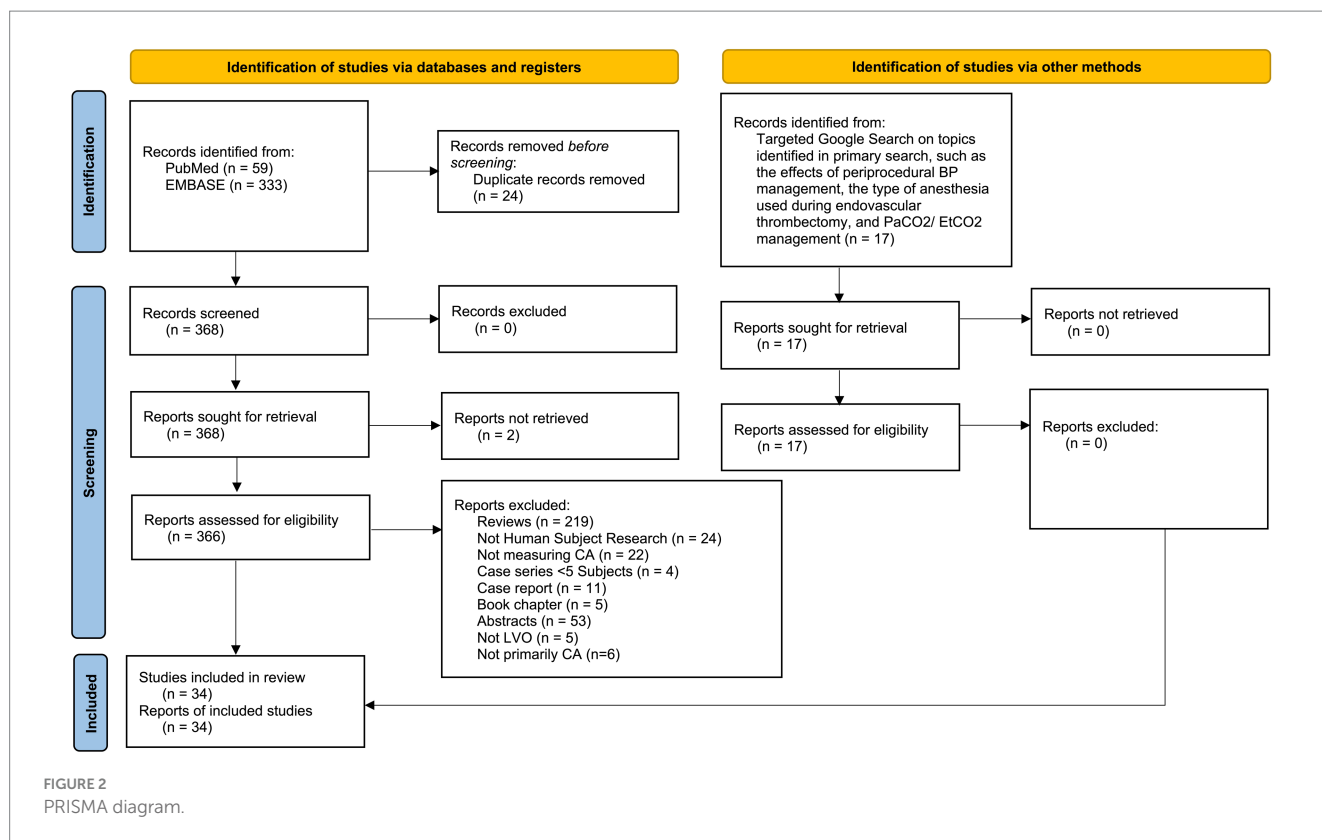 Identification of studies via databases and registers
Identification of studies via other methods
Identification
Records identified from:
PubMed (n = 59)
EMBASE (n = 333)
Records removed before
screening:
Duplicate records removed
(n = 24)
Records identified from:
Targeted Google Search on topics
identified in primary search, such as
the effects of periprocedural BP
management, the type of anesthesia
used during endovascular
thrombectomy, and PaCO2/ EtCO2
management (n = 17)
Screening
Records screened
(n = 368)
Records excluded
(n = 0)
Reports sought for retrieval
(n = 17)
Reports not retrieved
(n = 0)
Reports sought for retrieval
(n = 368)
Reports not retrieved
(n = 2)
Reports assessed for eligibility
(n = 17)
Reports excluded:
(n = 0)
Reports assessed for eligibility
(n = 366)
Reports excluded:
Reviews (n = 219)
Not Human Subject Research (n = 24)
Not measuring CA (n = 22)
Case series <5 Subjects (n = 4)
Case report (n = 11)
Book chapter (n = 5)
Abstracts (n = 53)
Not LVO (n = 5)
Not primarily CA (n=6)
Included
Studies included in review
(n = 34)
Reports of included studies
(n = 34)
FIGURE 2
PRISMA diagram.